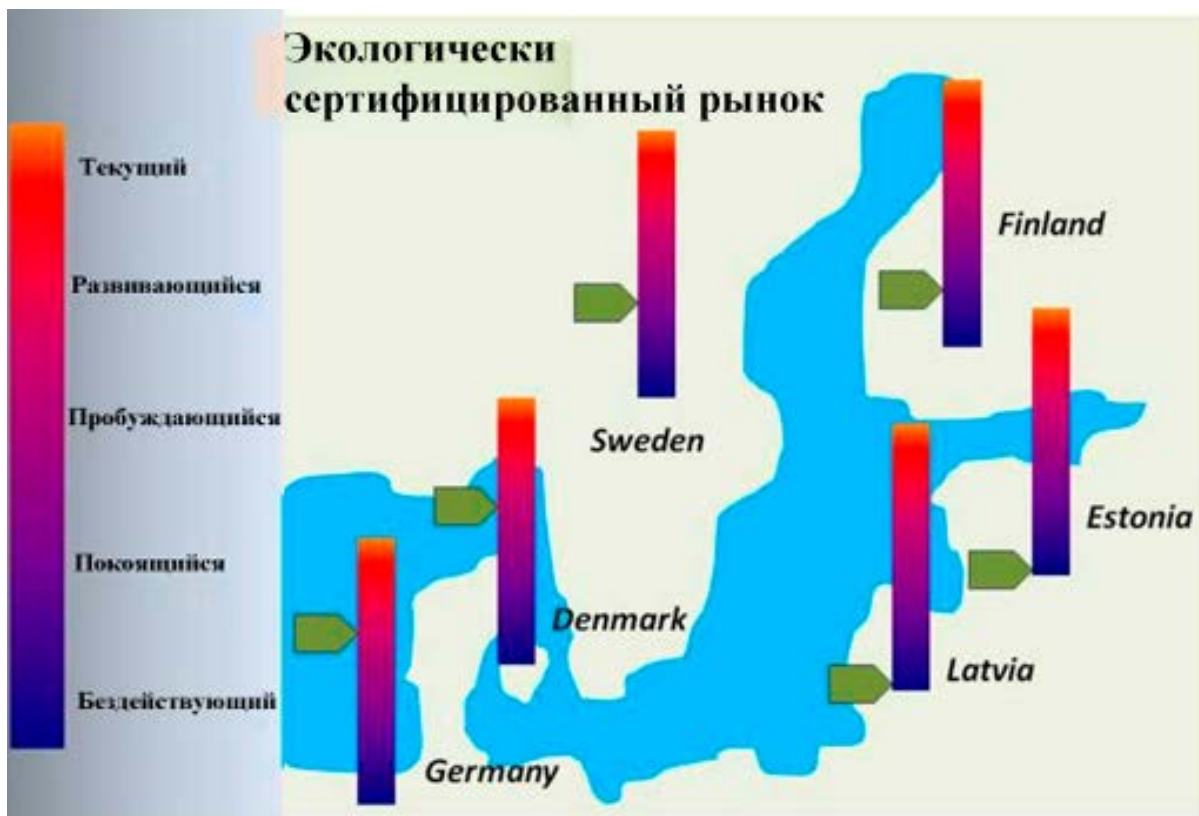 Экологически
сертифицированный рынок
Текущий
Развивающийся
Пробуждающийся
Покоящийся
Бездействующий
Finland
Sweden
Estonia
Denmark
Latvia
Germany